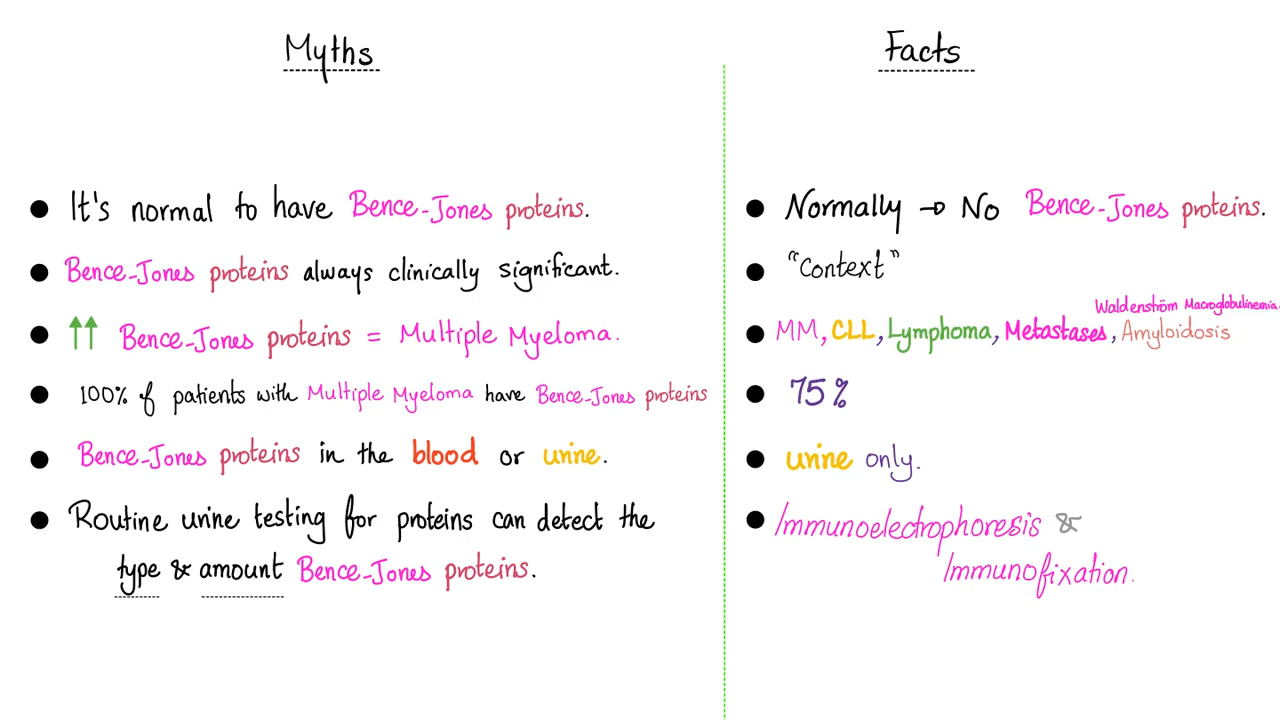 Myths
● It's normal to have Bence-Jones proteins.
● Bence-Jones proteins always clinically significant.
● ↑↑ Bence-Jones proteins = Multiple Myeloma.
● 100% of patients with Multiple Myeloma have Bence-Jones proteins
● Bence-Jones proteins in the blood or urine.
● Routine urine testing for proteins can detect the
type & amount Bence-Jones proteins.
Facts
● Normally → No Bence-Jones proteins.
● "Context"
Waldenström Macroglobulinemia.
● MM, CLL, Lymphoma, Metastases, Amyloidosis
● 75%
● urine only.
● Immunoelectrophoresis &
Immunofixation.